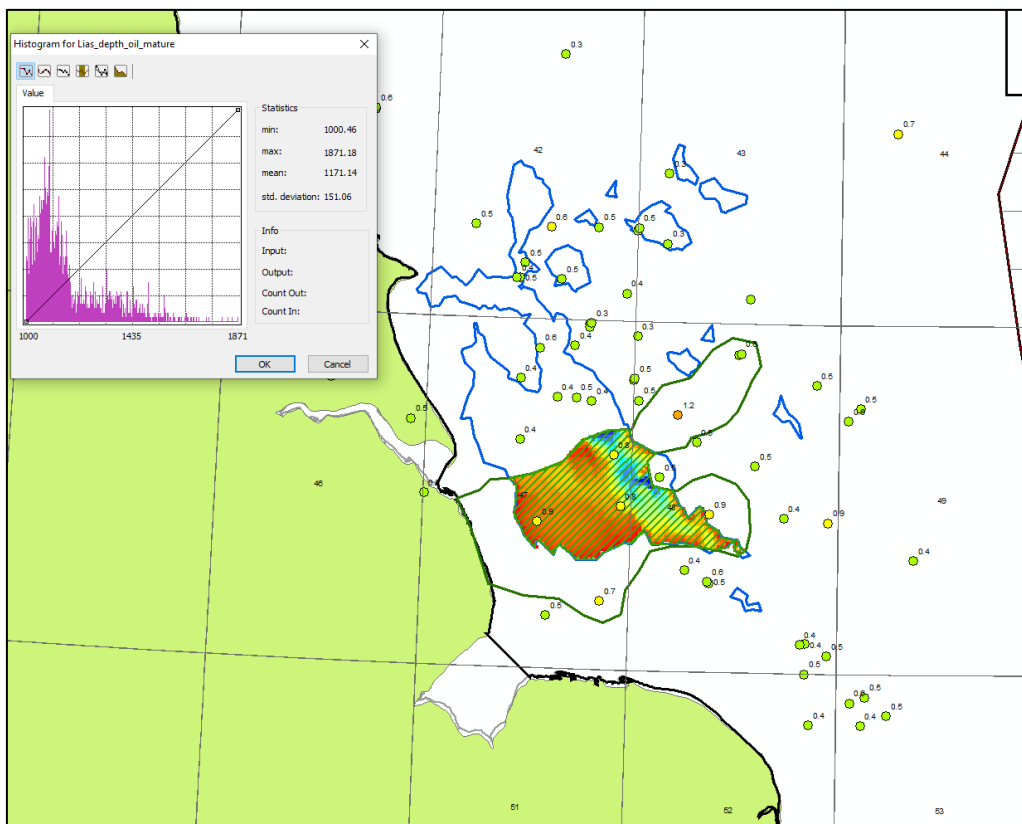 Histogram for Lias_depth_oil_mature
Value
Statistics
min: 1000.46
max: 1871.18
mean: 1171.14
std. deviation: 151.06
Info
Input:
Output:
Count Out:
Count In:
1000 1435 1871
OK Cancel
0.3
0.6
0.7
42 43 44
0.3
0.5 0.6 0.5 0.5
0.3
0.5
0.4
0.5 0.5
0.4
0.3
0.3
0.6 0.4
0.5
0.4
0.5
0.4 0.5 0.4 0.5
0.5
1.2
0.5
0.4
0.5
0.5
46 47 49
0.8
0.4
0.9 0.9
0.9
0.4
0.4
0.6
0.5
0.7
0.5
0.4
0.4 0.5
0.5
0.5
0.5
0.4 0.4
51 52 53